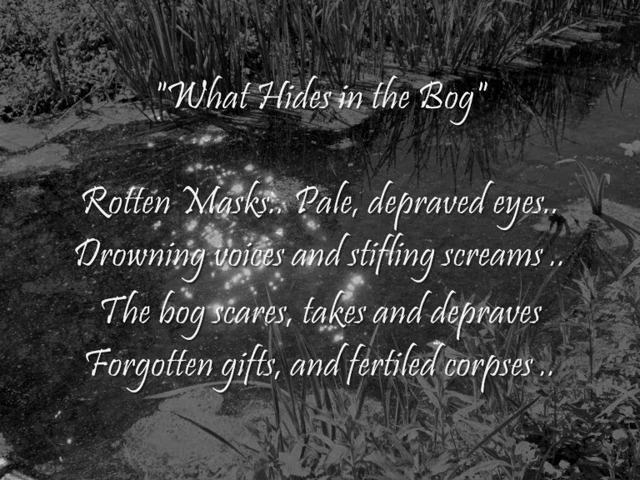 "What Hides in the Bog"
Rotten Masks.. Pale, depraved eyes..
Drowning voices and stifling screams ..
The bog scares, takes and depraves
Forgotten gifts, and fertiled corpses ..